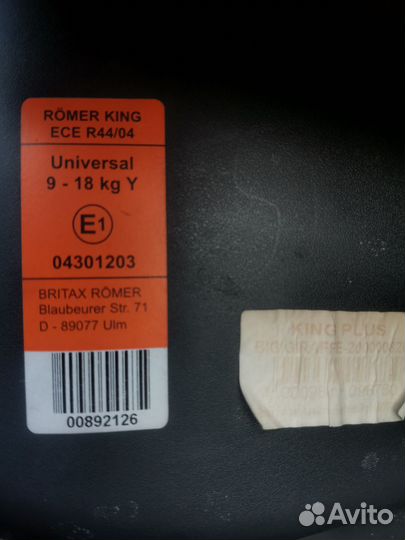 RÖMER KING
ECE R44/04
Universal
9 - 18 kg Y
E1
04301203
BRITAX RÖMER
Blaubeurer Str. 71
D - 89077 Ulm
00892126
KING PLUS
Avito